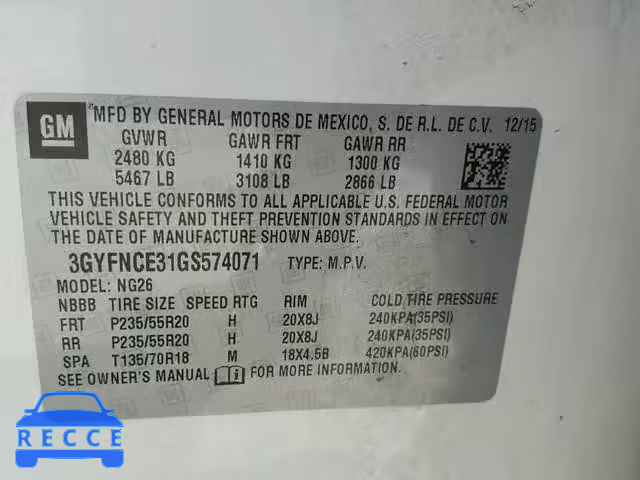 GM ®MFD BY GENERAL MOTORS DE MEXICO, S. DE R.L. DE C.V. 12/15
GVWR GAWR FRT GAWR RR
2480 KG 1410 KG 1300 KG
5467 LB 3108 LB 2866 LB
THIS VEHICLE CONFORMS TO ALL APPLICABLE U.S. FEDERAL MOTOR
VEHICLE SAFETY AND THEFT PREVENTION STANDARDS IN EFFECT ON
THE DATE OF MANUFACTURE SHOWN ABOVE.
3GYFNCE31GS574071 TYPE: M.P.V.
MODEL: NG26
NBBB TIRE SIZE SPEED RTG RIM COLD TIRE PRESSURE
FRT P235/55R20 H 20X8J 240KPA(35PSI)
RR P235/55R20 H 20X8J 240KPA(35PSI)
SPA T135/70R18 M 18X4.5B 420KPA(60PSI)
SEE OWNER'S MANUAL FOR MORE INFORMATION.
RECCE